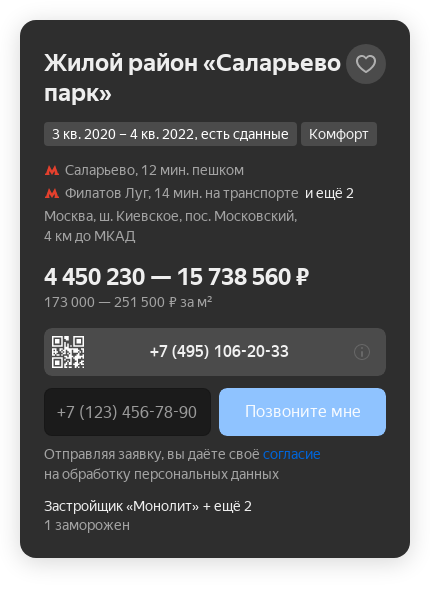 Жилой район «Саларьево
парк»
3 кв. 2020 – 4 кв. 2022, есть сданные Комфорт
Саларьево, 12 мин. пешком
Филатов Луг, 14 мин. на транспорте и ещё 2
Москва, ш. Киевское, пос. Московский,
4 км до МКАД
4 450 230 — 15 738 560 ₽
173 000 — 251 500 ₽ за м²
+7 (495) 106-20-33
+7 (123) 456-78-90 Позвоните мне
Отправляя заявку, вы даёте своё согласие
на обработку персональных данных
Застройщик «Монолит» + ещё 2
1 заморожен